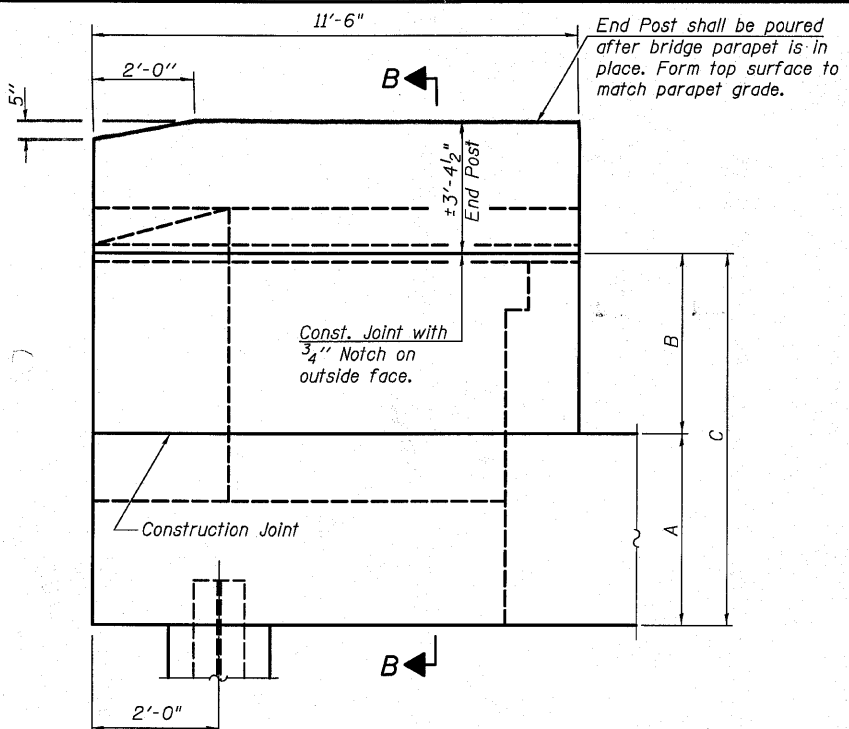 11'-6"
End Post shall be poured
after bridge parapet is in
place. Form top surface to
match parapet grade.
2'-0"
B
5"
±3'-4½"
End Post
Const. Joint with
¾" Notch on
outside face.
B
C
A
Construction Joint
B
2'-0"